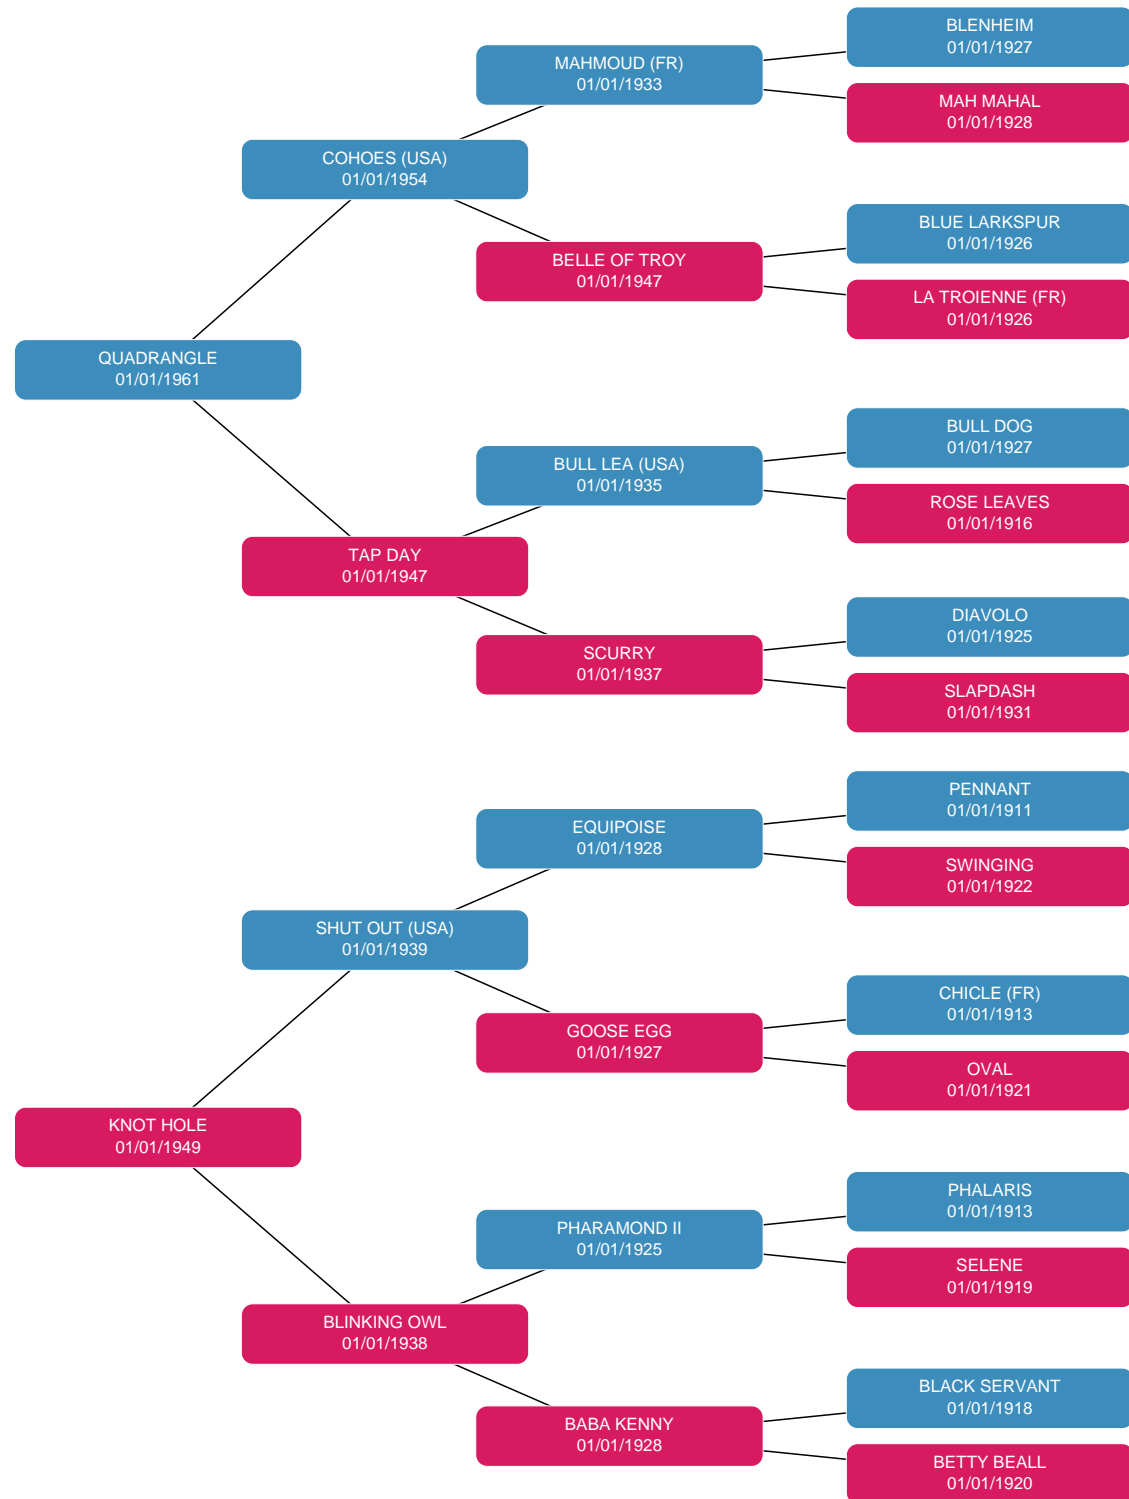 BLENHEIM
01/01/1927
MAHMOUD (FR)
01/01/1933
MAH MAHAL
01/01/1928
COHOES (USA)
01/01/1954
BLUE LARKSPUR
01/01/1926
BELLE OF TROY
01/01/1947
LA TROIENNE (FR)
01/01/1926
QUADRANGLE
01/01/1961
BULL DOG
01/01/1927
BULL LEA (USA)
01/01/1935
ROSE LEAVES
01/01/1916
TAP DAY
01/01/1947
DIAVOLO
01/01/1925
SCURRY
01/01/1937
SLAPDASH
01/01/1931
PENNANT
01/01/1911
EQUIPOISE
01/01/1928
SWINGING
01/01/1922
SHUT OUT (USA)
01/01/1939
CHICLE (FR)
01/01/1913
GOOSE EGG
01/01/1927
OVAL
01/01/1921
KNOT HOLE
01/01/1949
PHALARIS
01/01/1913
PHARAMOND II
01/01/1925
SELENE
01/01/1919
BLINKING OWL
01/01/1938
BLACK SERVANT
01/01/1918
BABA KENNY
01/01/1928
BETTY BEALL
01/01/1920